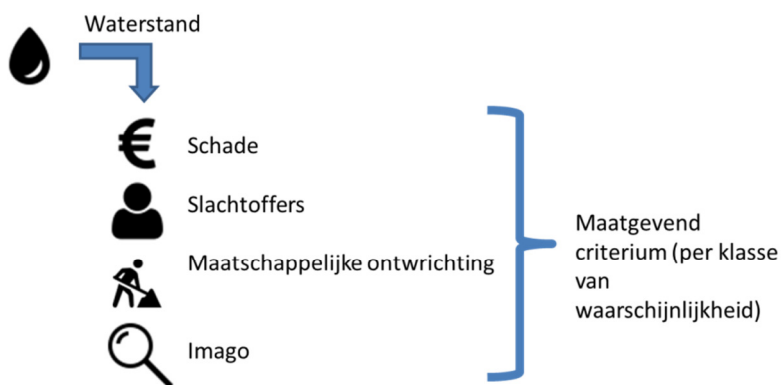 Waterstand
€
Schade
Slachtoffers
Maatschappelijke ontwrichting
Imago
Maatgevend
criterium (per klasse
van
waarschijnlijkheid)